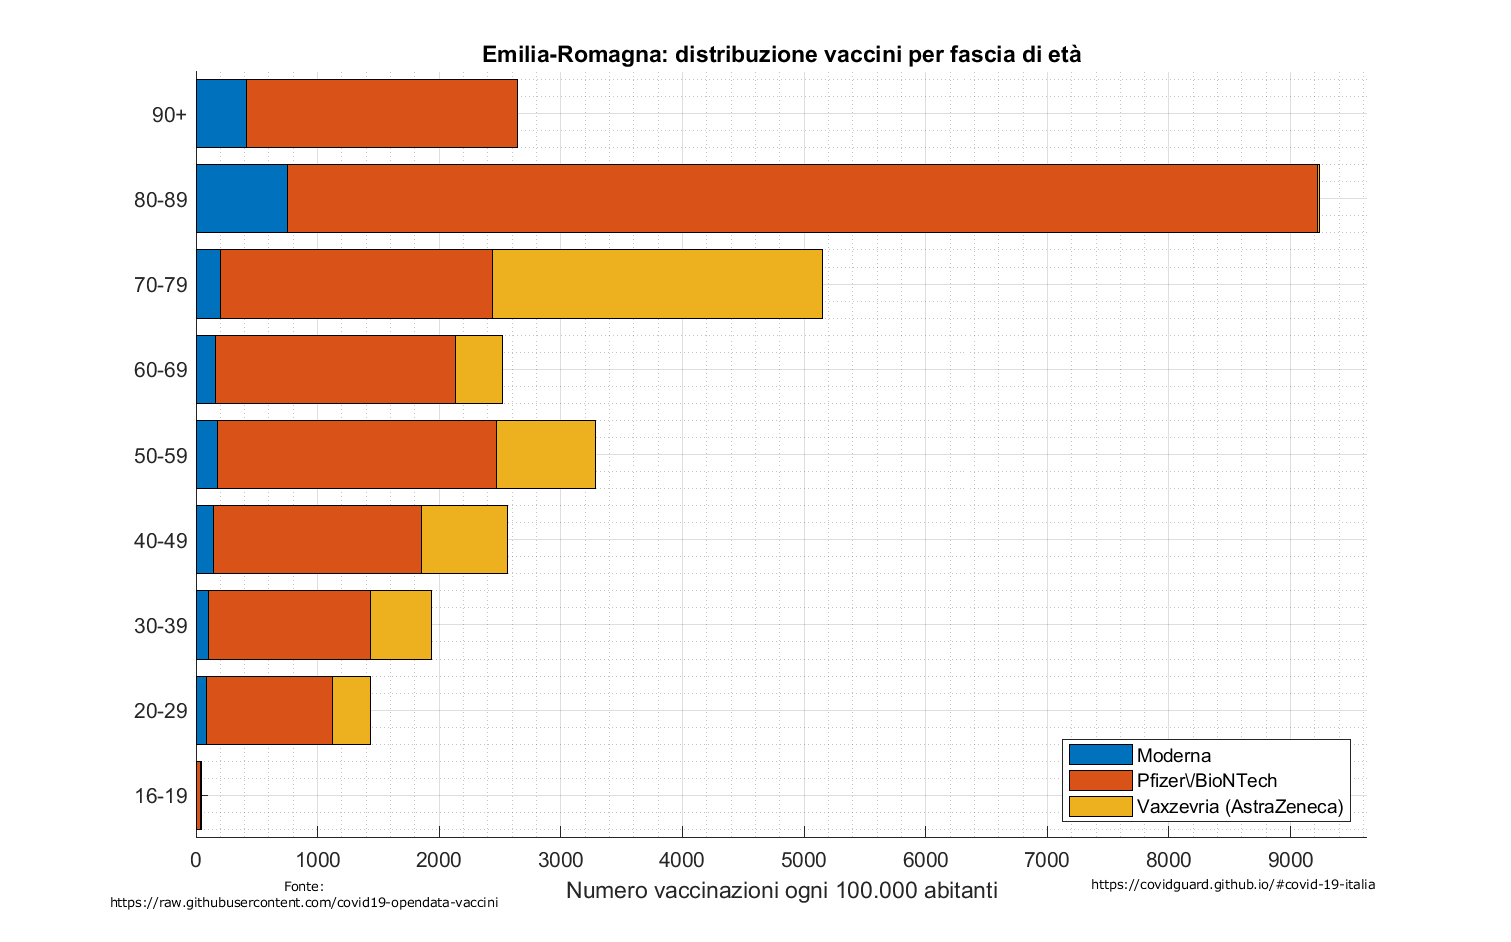 Emilia-Romagna: distribuzione vaccini per fascia di età
90+
80-89
70-79
60-69
50-59
40-49
30-39
20-29
16-19
Moderna
Pfizer\/BioNTech
Vaxzevria (AstraZeneca)
0 1000 2000 3000 4000 5000 6000 7000 8000 9000
Numero vaccinazioni ogni 100.000 abitanti
Fonte:
https://raw.githubusercontent.com/covid19-opendata-vaccini
https://covidguard.github.io/#covid-19-italia